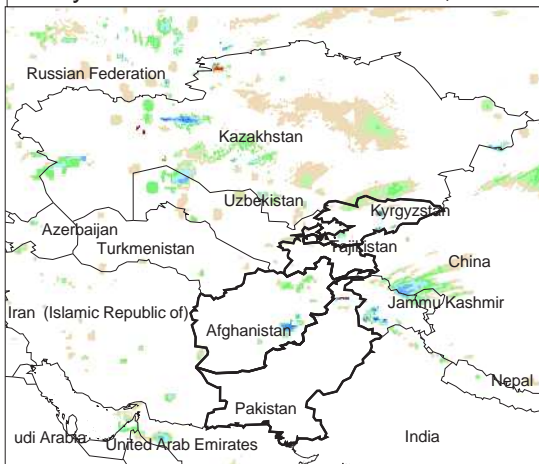 Russian Federation
Kazakhstan
Uzbekistan
Kyrgyzstan
Azerbaijan
Turkmenistan
Tajikistan
China
Iran (Islamic Republic of)
Jammu Kashmir
Afghanistan
Nepal
Pakistan
udi Arabia
United Arab Emirates
India